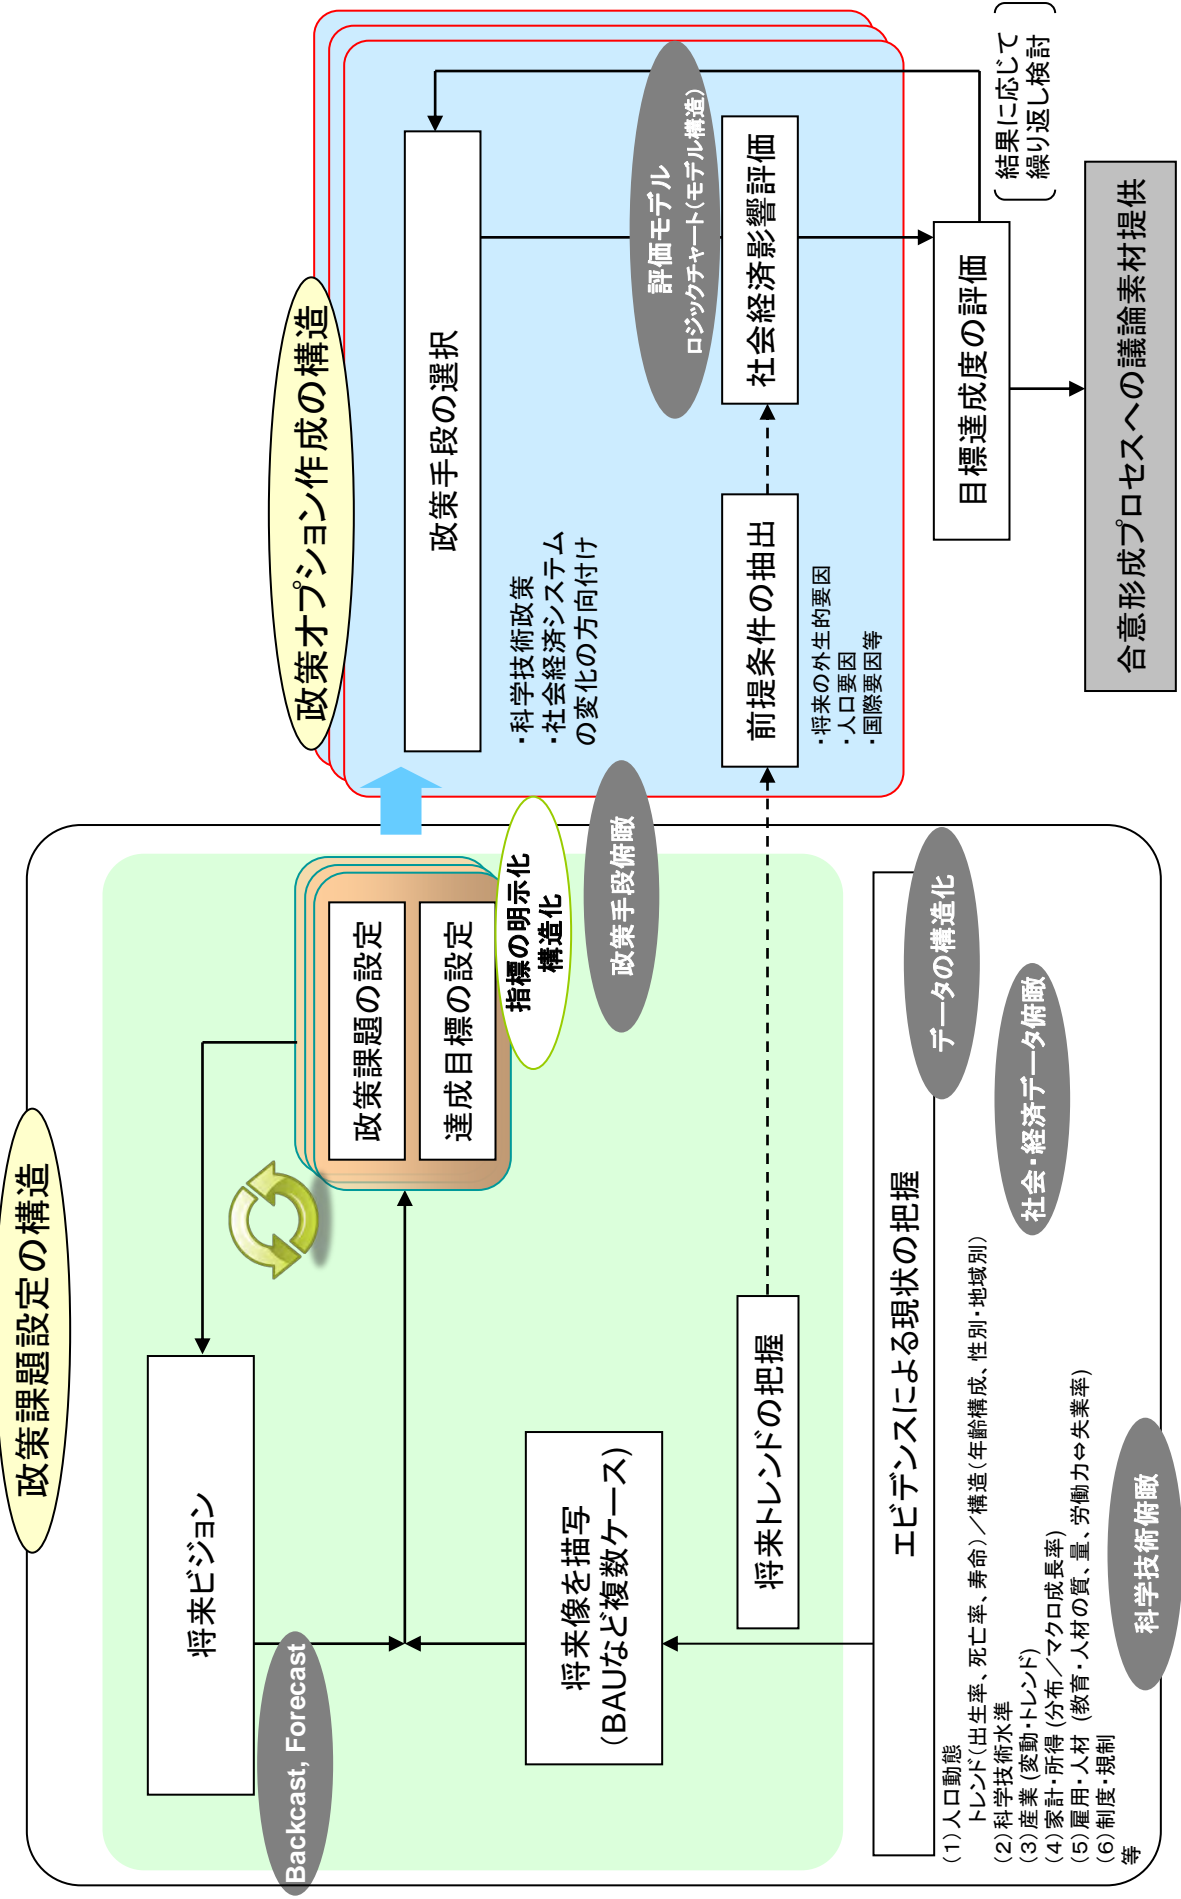 政策課題設定の構造
将来ビジョン
Backcast, Forecast
将来像を描写
(BAUなど複数ケース)
将来トレンドの把握
政策課題の設定
達成目標の設定
指標の明示化
構造化
政策手段俯瞰
エビデンスによる現状の把握
データの構造化
(1)人口動態
トレンド(出生率、死亡率、寿命)/構造(年齢構成、性別・地域別)
(2)科学技術水準
(3)産業(変動・トレンド)
(4)家計・所得(分布/マクロ成長率)
(5)雇用・人材 (教育・人材の質、量、労働力⇔失業率)
(6)制度・規制
等
社会・経済データ俯瞰
科学技術俯瞰
政策オプション作成の構造
政策手段の選択
・科学技術政策
・社会経済システム
の変化の方向付け
評価モデル
ロジックチャート(モデル構造)
前提条件の抽出
・将来の外生的要因
・人口要因
・国際要因等
社会経済影響評価
目標達成度の評価
結果に応じて
繰り返し検討
合意形成プロセスへの議論素材提供